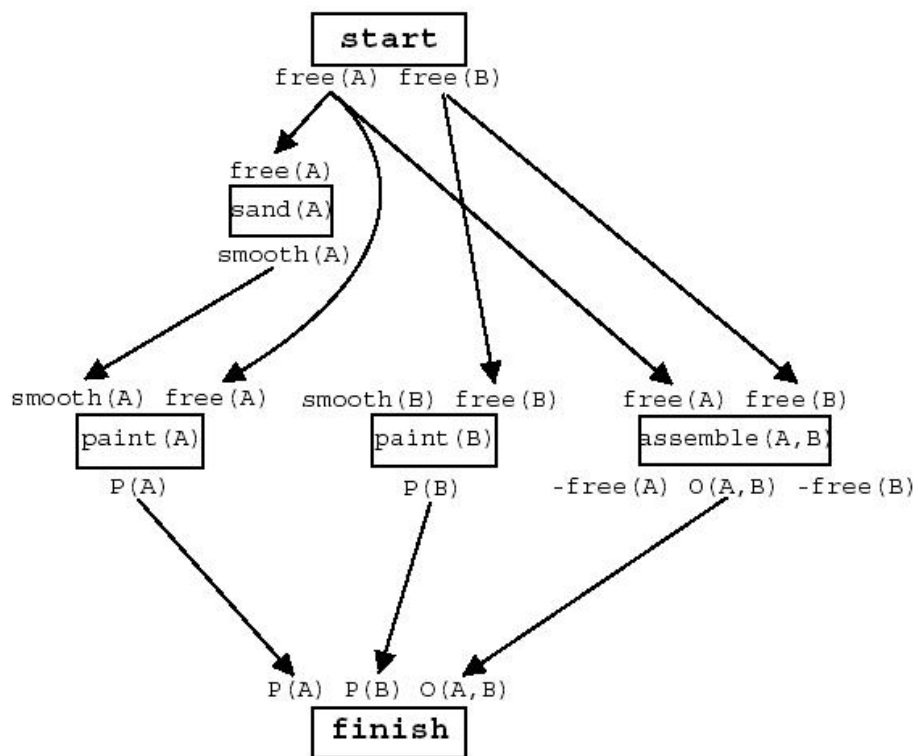 start
free(A) free(B)
free(A)
sand(A)
smooth(A)
smooth(A) free(A) smooth(B) free(B) free(A) free(B)
paint(A) paint(B) assemble(A,B)
P(A) P(B) -free(A) O(A,B) -free(B)
P(A) P(B) O(A,B)
finish